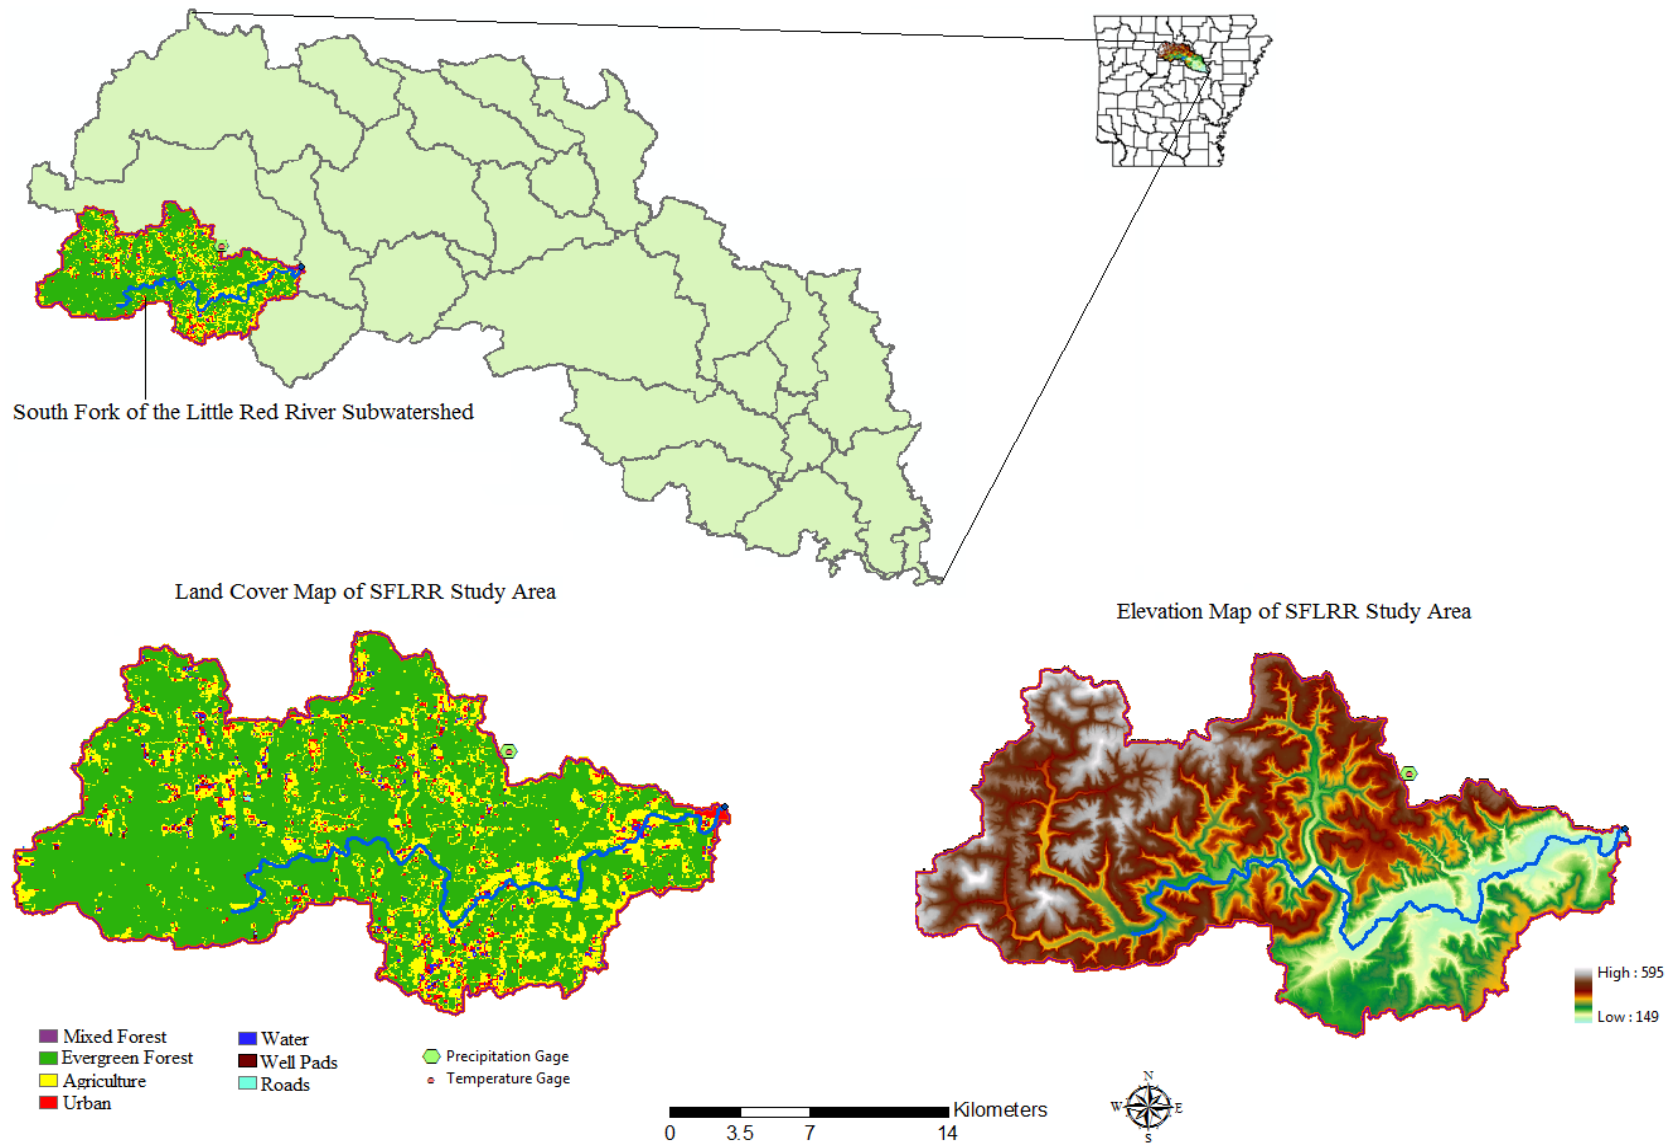 South Fork of the Little Red River Subwatershed
Land Cover Map of SFLRR Study Area
Elevation Map of SFLRR Study Area
High : 595
Low : 149
Mixed Forest
Evergreen Forest
Agriculture
Urban
Water
Well Pads
Roads
Precipitation Gage
Temperature Gage
Kilometers
0 3.5 7 14
N
W E
S